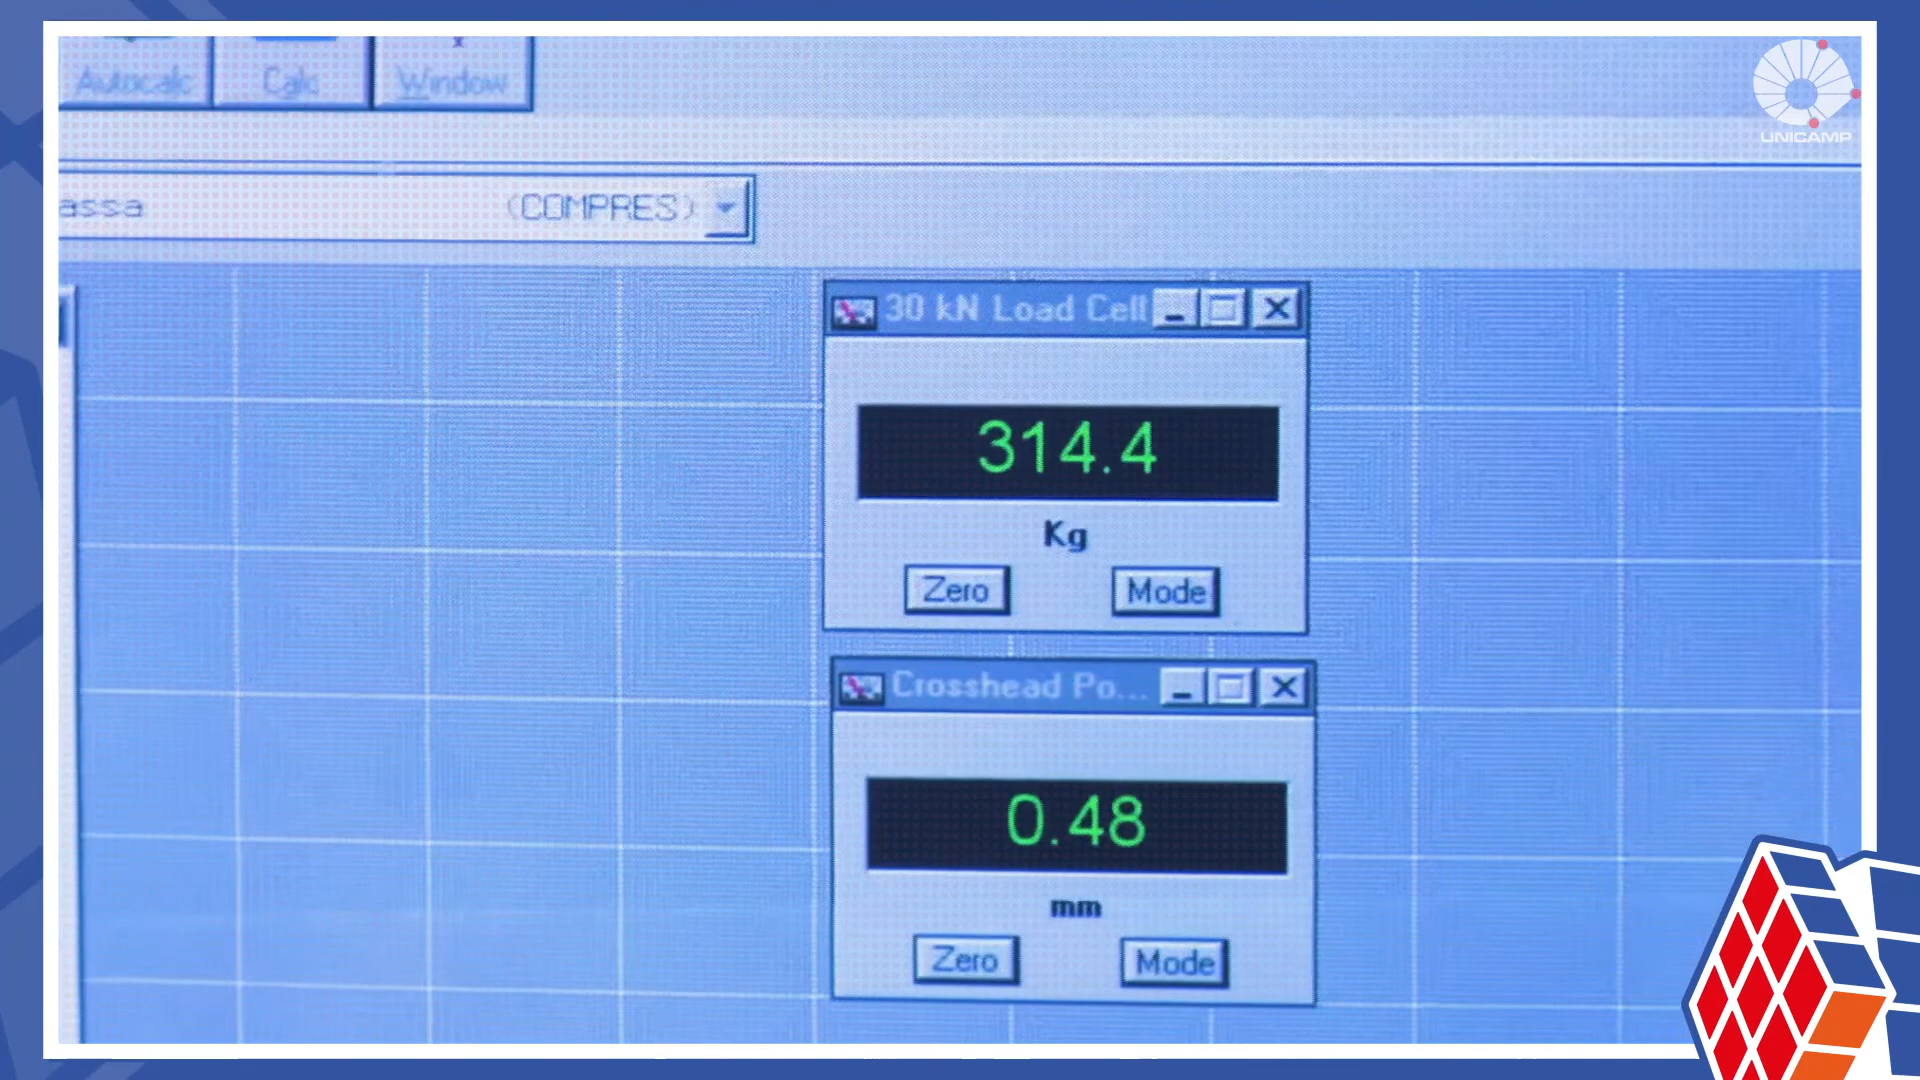 Autocalc Calc Window
UNICAMP
assa (COMPRES)
30 kN Load Cell
314.4
Kg
Zero Mode
Crosshead Po...
0.48
mm
Zero Mode